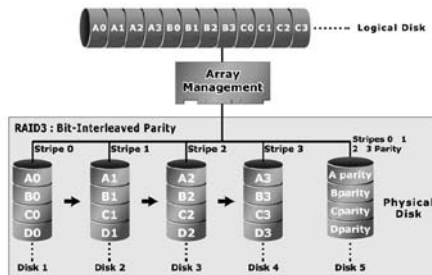 A0 A1 A2 A3 B0 B1 B2 B3 C0 C1 C2 C3
Logical Disk
Array
Management
RAID3 : Bit-Interleaved Parity
Stripe 0
Stripe 1
Stripe 2
Stripe 3
Stripes 0 1
2 3 Parity
A0
B0
C0
D0
A1
B1
C1
D1
A2
B2
C2
D2
A3
B3
C3
D3
A parity
Bparity
Cparity
Dparity
Physical
Disk
Disk 1
Disk 2
Disk 3
Disk 4
Disk 5